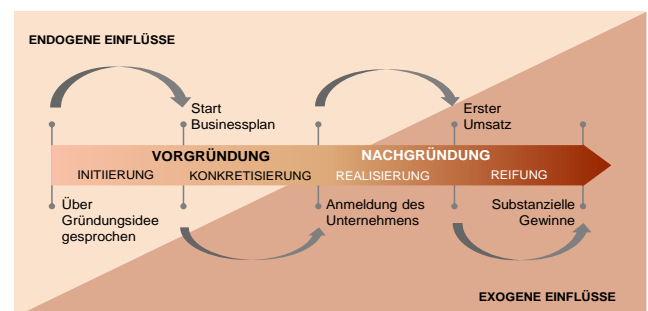 ENDOGENE EINFLÜSSE
Start
Businessplan
Erster
Umsatz
VORGRÜNDUNG
NACHGRÜNDUNG
INITIIERUNG
KONKRETISIERUNG
REALISIERUNG
REIFUNG
Über
Gründungsidee
gesprochen
Anmeldung des
Unternehmens
Substanzielle
Gewinne
EXOGENE EINFLÜSSE